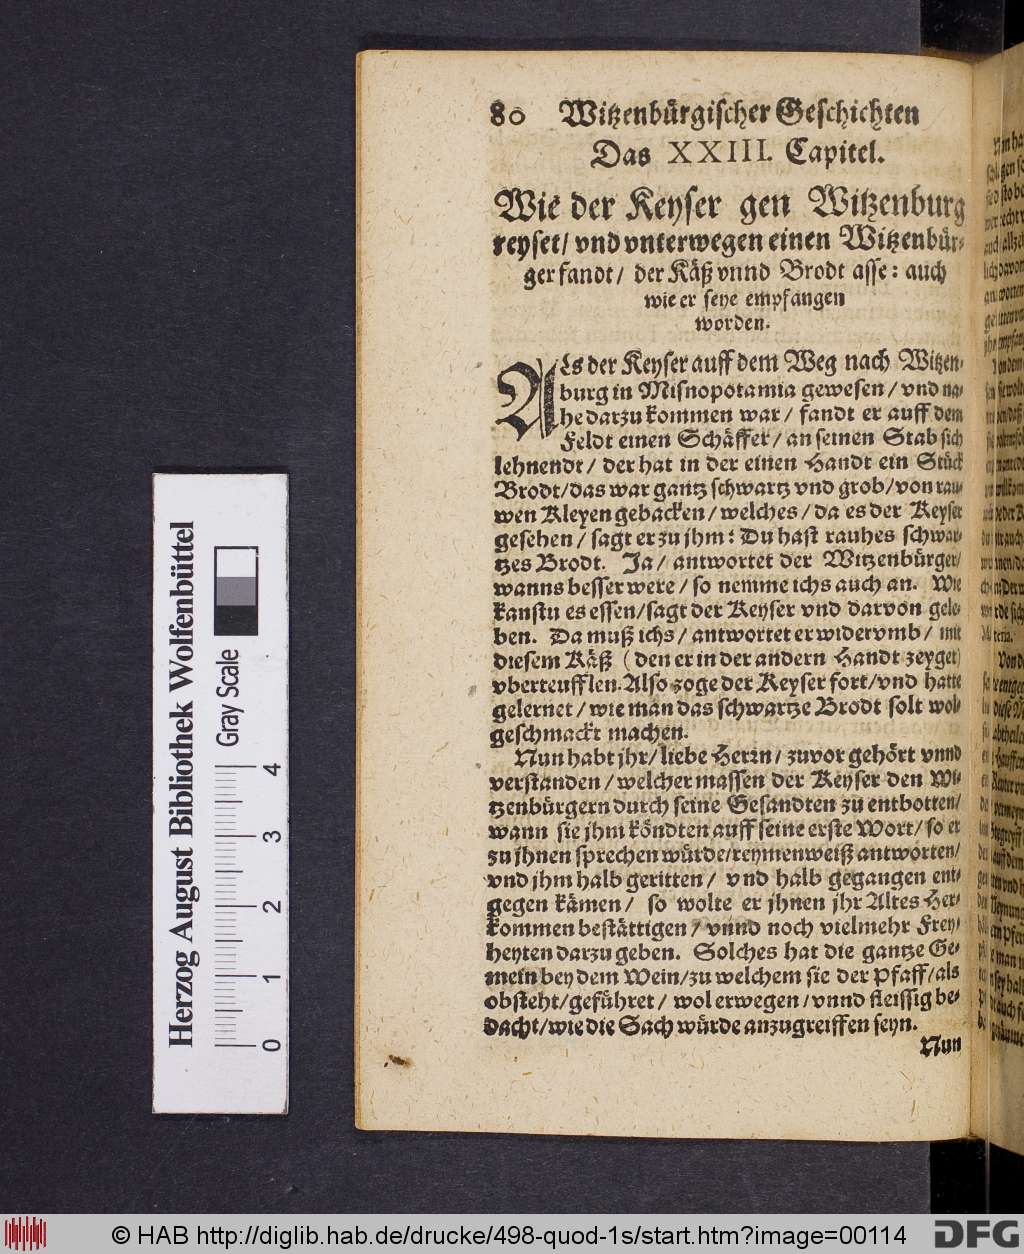 80 Witzenbürgischer Geschichten
Das XXIII. Capitel.
Wie der Keyser gen Witzenburg
reyset/ vnd vnterwegen einen Witzenbür-
ger fandt/ der Käß vnnd Brodt asse: auch
wie er seye empfangen
worden.
ALs der Keyser auff dem Weg nach Witzen-
burg in Misnopotamia gewesen/ vnd na-
he darzu kommen war/ fandt er auff dem
Feldt einen Schäffer/ an seinen Stab sich
lehnendt/ der hat in der einen Handt ein Stück
Brodt/ das war gantz schwartz vnd grob/ von rau-
wen Kleyen gebacken/ welches/ da es der Keyser
gesehen/ sagt er zu jhm: Du hast rauhes schwar-
tzes Brodt. Ja/ antwortet der Witzenbürger/
wanns besser were/ so nemme ichs auch an. Wie
kanstu es essen/ sagt der Keyser vnd darvon gele-
ben. Da muß ichs/ antwortet er widervmb/ mit
diesem Käß (den er in der andern Handt zeyget)
vberteufflen. Also zoge der Keyser fort/ vnd hatte
gelernet/ wie man das schwartze Brodt solt wol-
geschmackt machen.
Nun habt jhr/ liebe Herrn/ zuvor gehört vnnd
verstanden/ welcher massen der Keyser den Wi-
tzenbürgern durch seine Gesandten zu entbotten/
wann sie jhm köndten auff seine erste Wort/ so er
zu jhnen sprechen würde/ reymenweiß antworten/
vnd jhm halb geritten/ vnd halb gegangen ent-
gegen kämen/ so wolte er jhnen jhr Altes Her-
kommen bestättigen/ vnnd noch vielmehr Frey-
heyten darzu geben. Solches hat die gantze Ge-
mein bey dem Wein/ zu welchem sie der Pfaff/ als
obsteht/ geführet/ wol erwegen/ vnnd fleissig be-
dacht/ wie die Sach würde anzugreiffen seyn.
Nun
Herzog August Bibliothek Wolfenbüttel
Gray Scale
0 1 2 3 4
© HAB http://diglib.hab.de/drucke/498-quod-1s/start.htm?image=00114
DFG